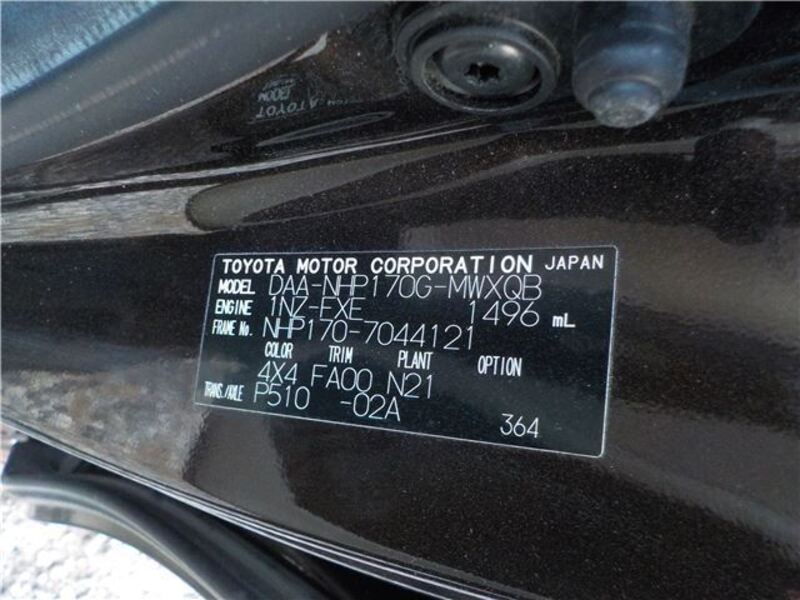 TOYOTA MOTOR CORPORATION JAPAN
MODEL DAA-NHP170G-MWXQB
ENGINE 1NZ-FXE 1496 mL
FRAME No. NHP170-7044121
COLOR TRIM PLANT OPTION
4X4 FA00 N21
TRANS./AXLE P510 -02A
364